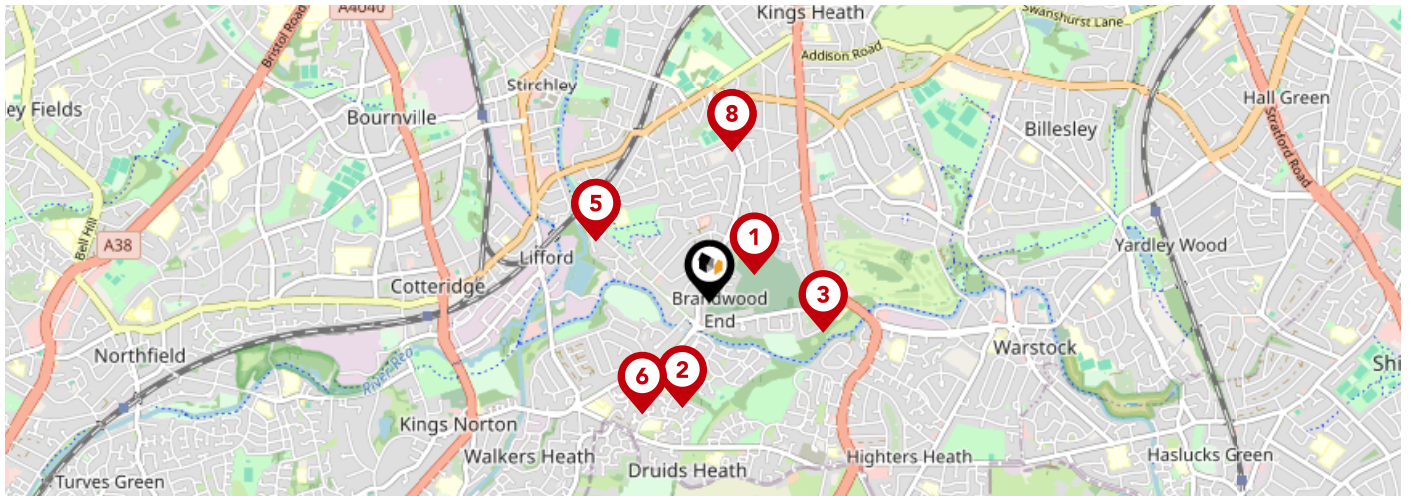 A4040
Kings Heath
Swanshurst Lane
Bristol Road
Addison Road
Stirchley
ey Fields
Hall Green
Bournville
8
Billesley
Stratford Road
5
Bell Hill
A38
1
Yardley Wood
Lifford
Cotteridge
Brandwood
End
3
Northfield
Warstock
River Rea
Shi
6
2
Kings Norton
Walkers Heath
Druids Heath
Highters Heath
Haslucks Green
Turves Green